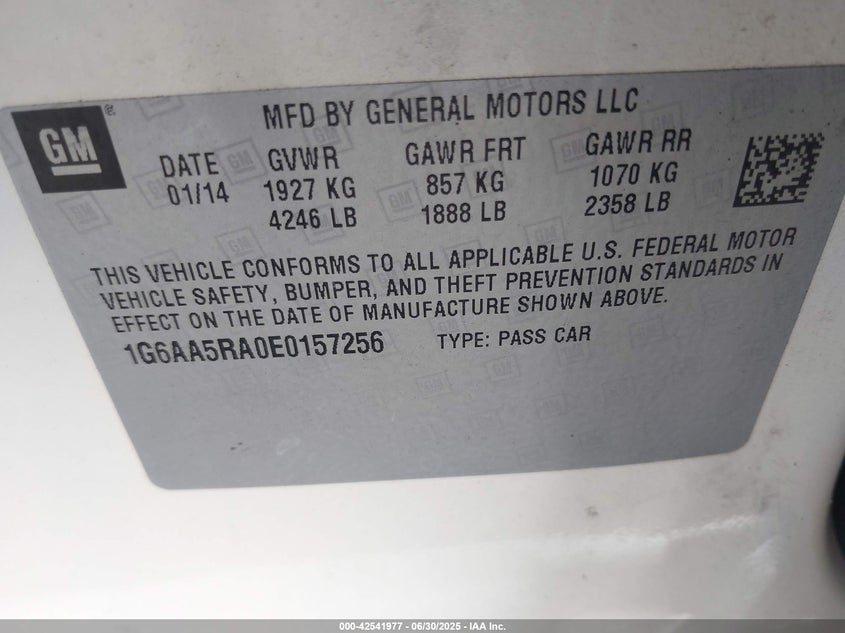 GM
MFD BY GENERAL MOTORS LLC
DATE GVWR GAWR FRT GAWR RR
01/14 1927 KG 857 KG 1070 KG
4246 LB 1888 LB 2358 LB
THIS VEHICLE CONFORMS TO ALL APPLICABLE U.S. FEDERAL MOTOR
VEHICLE SAFETY, BUMPER, AND THEFT PREVENTION STANDARDS IN
EFFECT ON THE DATE OF MANUFACTURE SHOWN ABOVE.
1G6AA5RA0E0157256 TYPE: PASS CAR
000-42541977 - 06/30/2025 - IAA Inc.